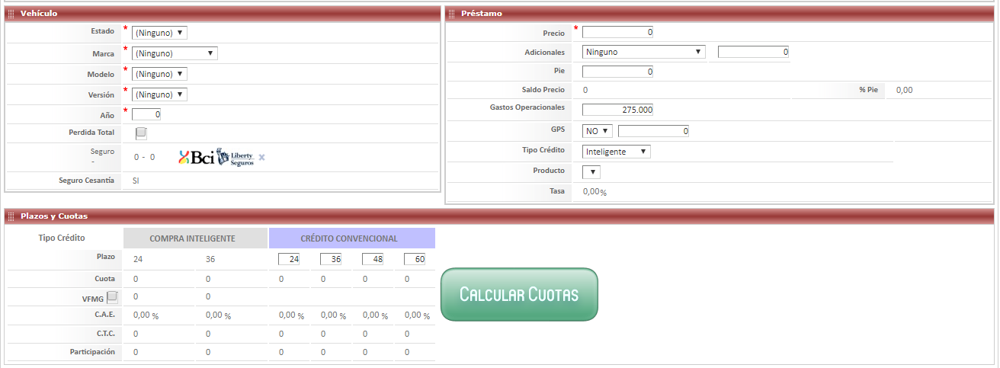 Vehículo
Estado * (Ninguno)
Marca * (Ninguno)
Modelo * (Ninguno)
Versión * (Ninguno)
Año * 0
Perdida Total
Seguro
-
0 - 0 Bci Liberty Seguros x
Seguro Cesantía SI
Préstamo
Precio * 0
Adicionales Ninguno 0
Pie 0
Saldo Precio 0 % Pie 0,00
Gastos Operacionales 275.000
GPS NO 0
Tipo Crédito Inteligente
Producto
Tasa 0,00%
Plazos y Cuotas
Tipo Crédito COMPRA INTELIGENTE CRÉDITO CONVENCIONAL
Plazo 24 36 24 36 48 60
Cuota 0 0 0 0 0 0
VFMG 0 0
C.A.E. 0,00 % 0,00 % 0,00 % 0,00 % 0,00 % 0,00 %
C.T.C. 0 0 0 0 0 0
Participación 0 0 0 0 0 0
CALCULAR CUOTAS